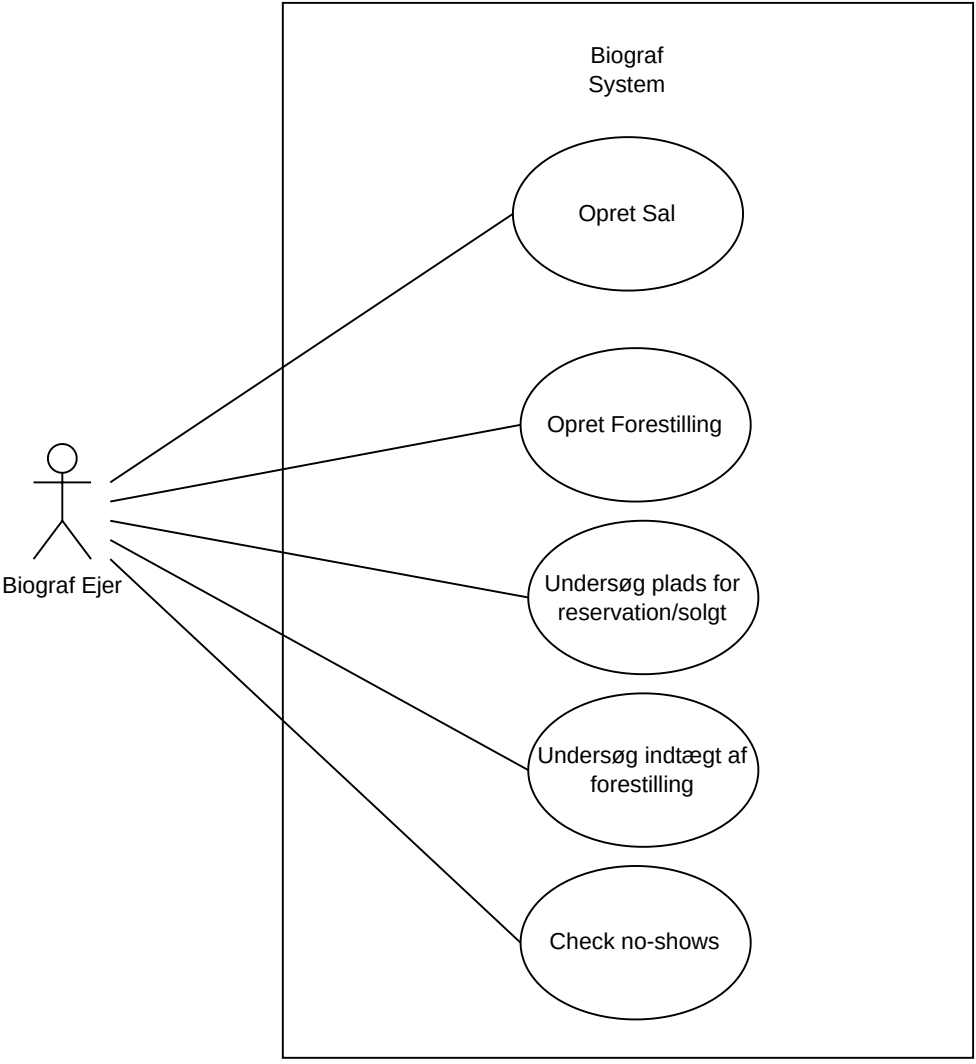 Biograf
System
Opret Sal
Opret Forestilling
Biograf Ejer
Undersøg plads for
reservation/solgt
Undersøg indtægt af
forestilling
Check no-shows